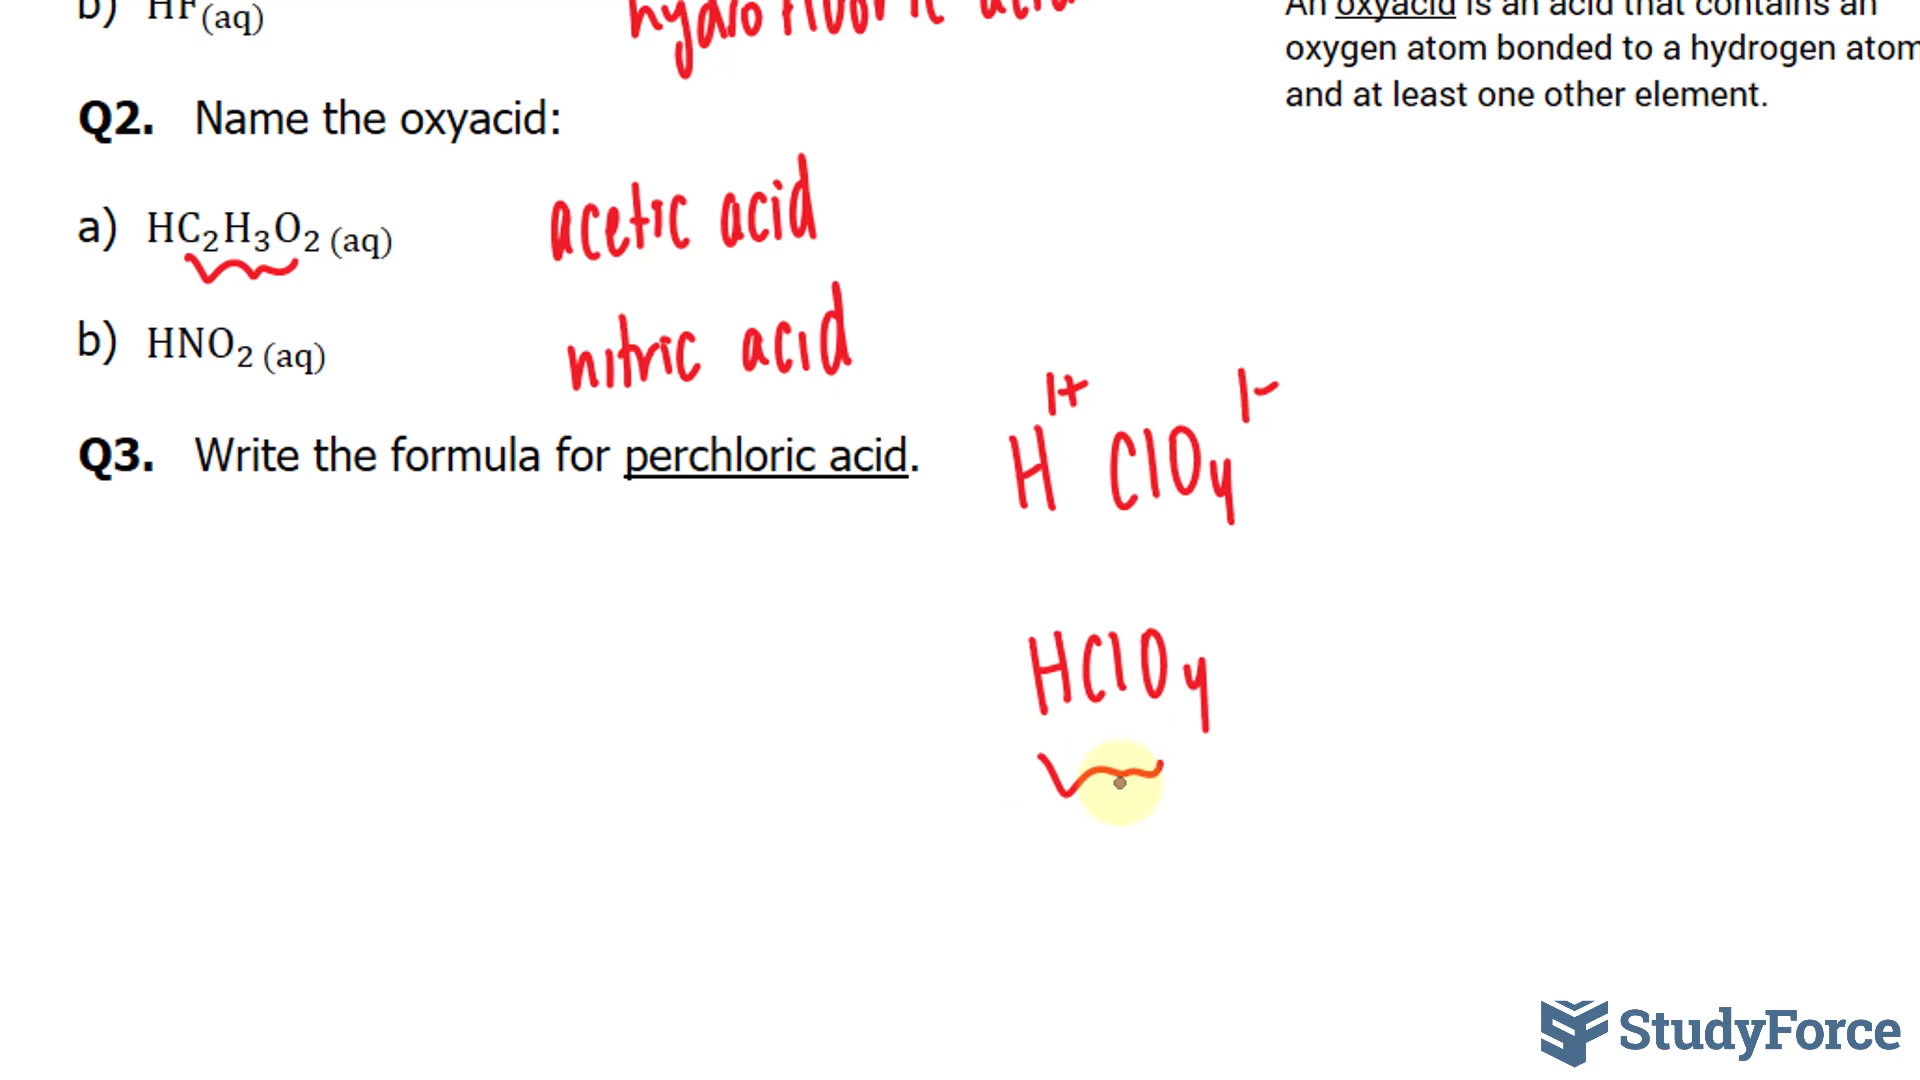 b) HF(aq) hydrofluoric acid
An oxyacid is an acid that contains an
oxygen atom bonded to a hydrogen atom
and at least one other element.
Q2. Name the oxyacid:
a) HC₂H₃O₂ (aq) acetic acid
b) HNO₂ (aq) nitric acid
1+ 1-
Q3. Write the formula for perchloric acid. H ClO₄
HClO₄
StudyForce